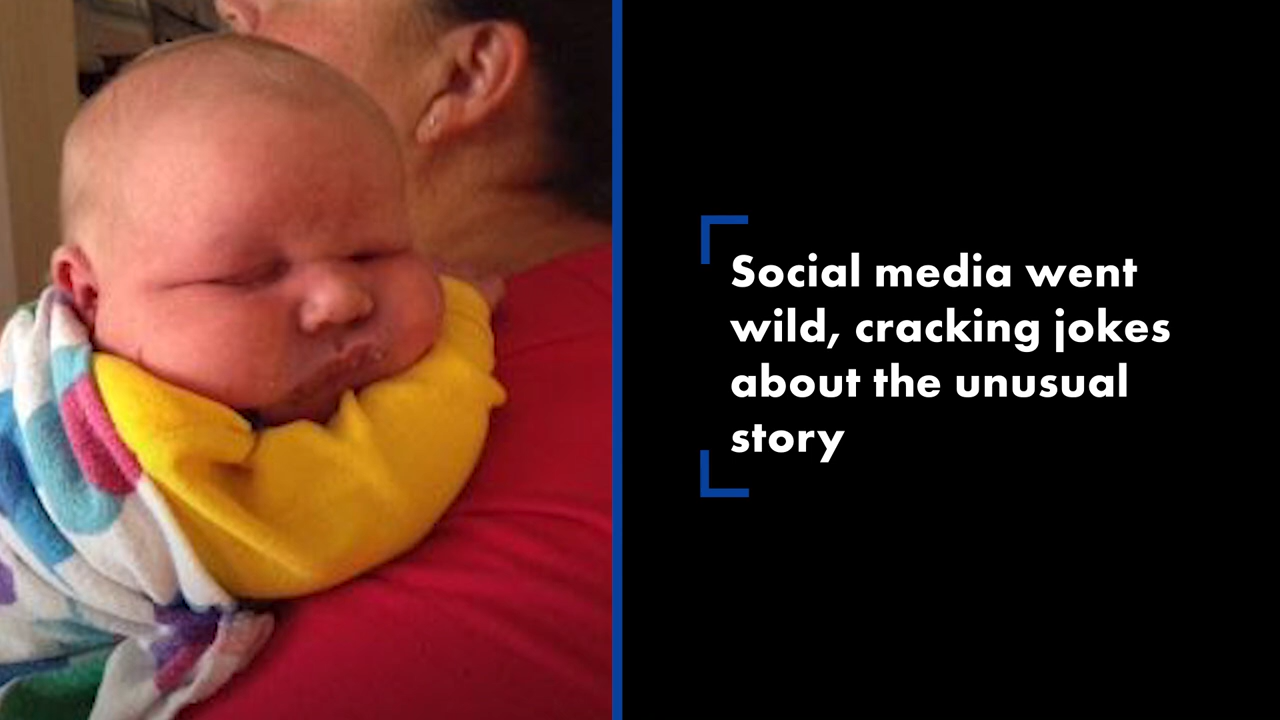 Social media went
wild, cracking jokes
about the unusual
story